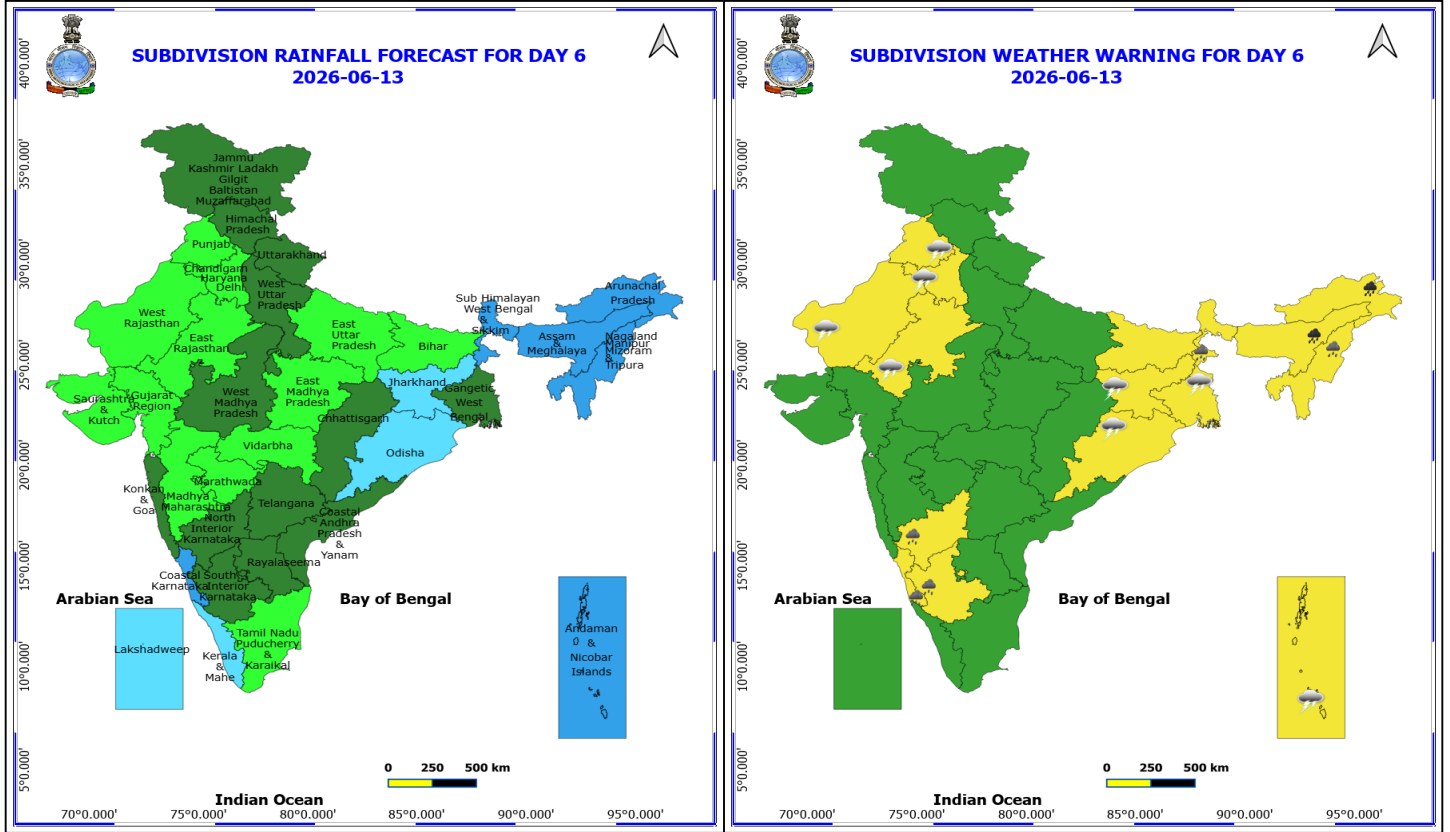 SUBDIVISION RAINFALL FORECAST FOR DAY 6
2026-06-13
40°0.000'
35°0.000'
30°0.000'
25°0.000'
20°0.000'
15°0.000'
10°0.000'
5°0.000'
Jammu
Kashmir Ladakh
Gilgit
Baltistan
Muzaffarabad
Himachal
Pradesh
Punjab
Uttarakhand
Chandigarh
Haryana
Delhi
West
Uttar
Pradesh
West
Rajasthan
East
Rajasthan
East
Uttar
Pradesh
Bihar
Sub Himalayan
West Bengal
&
Sikkim
Arunachal
Pradesh
Assam
&
Meghalaya
Nagaland
Manipur
Mizoram
&
Tripura
Saurashtra
&
Kutch
Gujarat
Region
West
Madhya
Pradesh
East
Madhya
Pradesh
Jharkhand
Gangetic
West
Bengal
Chhattisgarh
Odisha
Vidarbha
Marathwada
Madhya
Maharashtra
Konkan
&
Goa
Telangana
North
Interior
Karnataka
Coastal
Andhra
Pradesh
&
Yanam
Rayalaseema
Coastal
Karnataka
South
Interior
Karnataka
Arabian Sea
Bay of Bengal
Lakshadweep
Kerala
&
Mahe
Tamil Nadu
Puducherry
&
Karaikal
Andaman
&
Nicobar
Islands
0 250 500 km
Indian Ocean
70°0.000' 75°0.000' 80°0.000' 85°0.000' 90°0.000' 95°0.000'
SUBDIVISION WEATHER WARNING FOR DAY 6
2026-06-13
40°0.000'
35°0.000'
30°0.000'
25°0.000'
20°0.000'
15°0.000'
10°0.000'
5°0.000'
Arabian Sea
Bay of Bengal
0 250 500 km
Indian Ocean
70°0.000' 75°0.000' 80°0.000' 85°0.000' 90°0.000' 95°0.000'